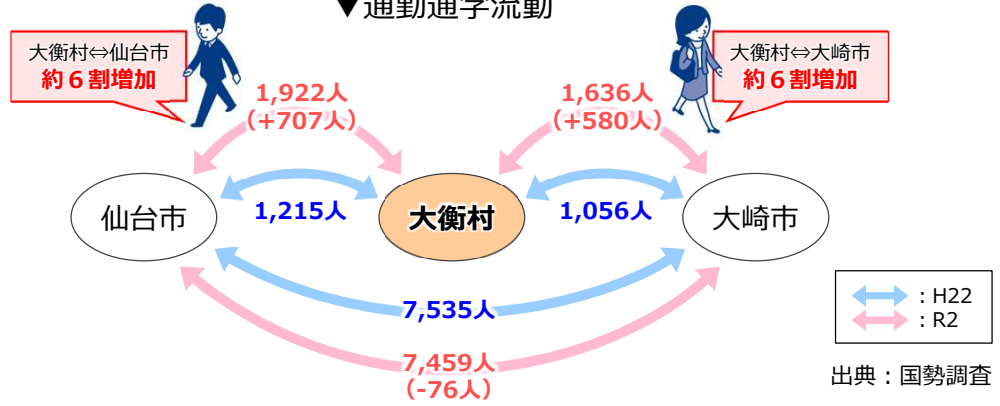 ▼通勤通学流動
大衡村⇔仙台市
約6割増加
大衡村⇔大崎市
約6割増加
1,922人
(+707人)
1,636人
(+580人)
仙台市
1,215人
大衡村
1,056人
大崎市
7,535人
7,459人
(-76人)
：H22
：R2
出典：国勢調査